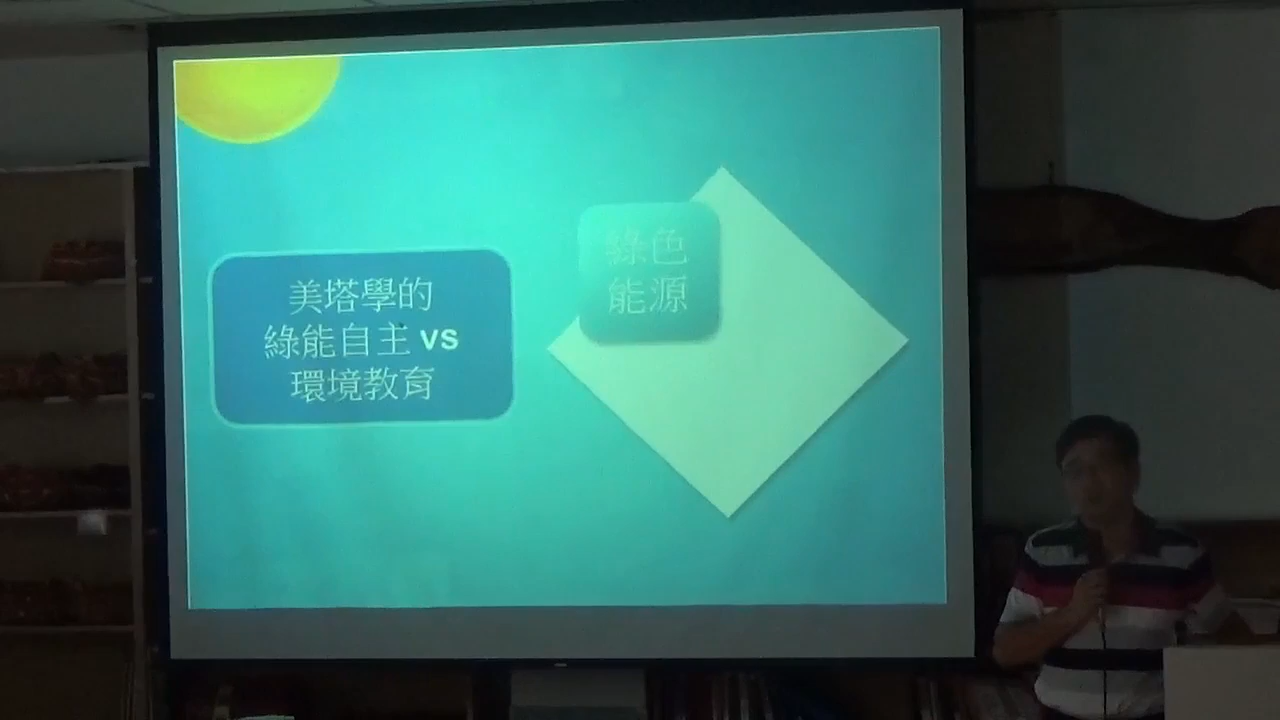 美塔學的
綠能自主 vs
環境教育
綠色
能源